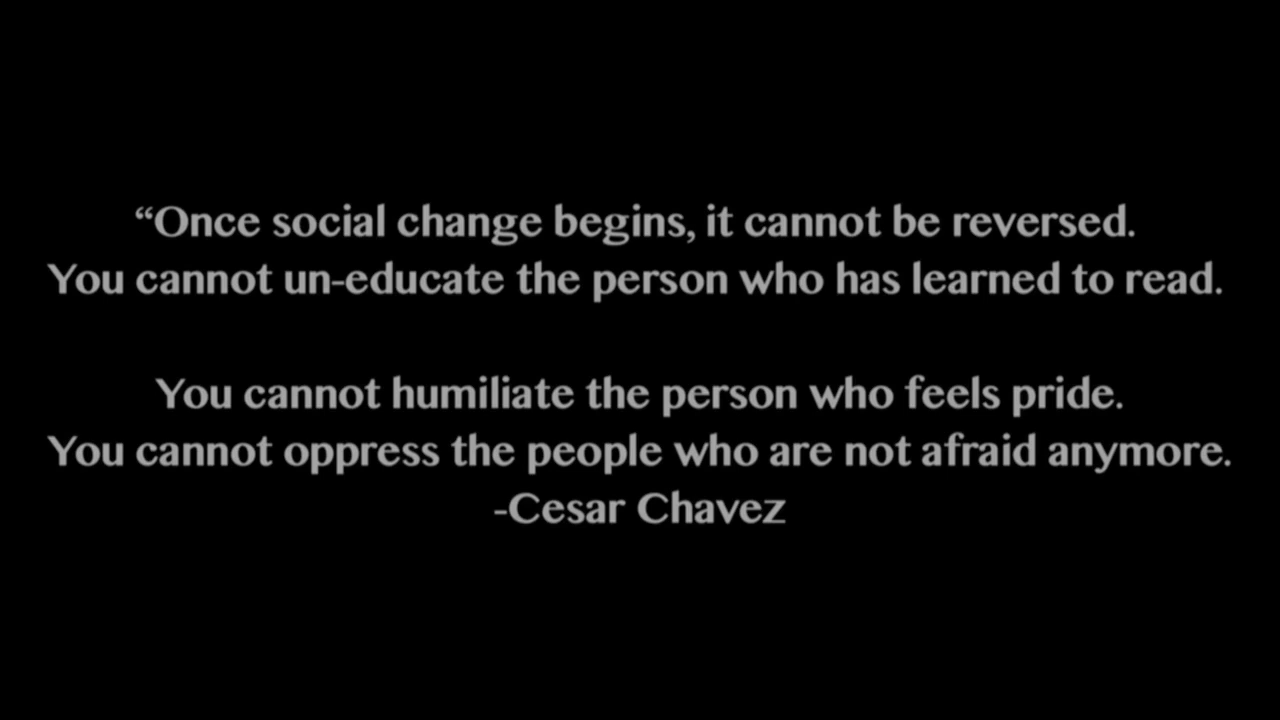 “Once social change begins, it cannot be reversed.
You cannot un-educate the person who has learned to read.
You cannot humiliate the person who feels pride.
You cannot oppress the people who are not afraid anymore.
-Cesar Chavez